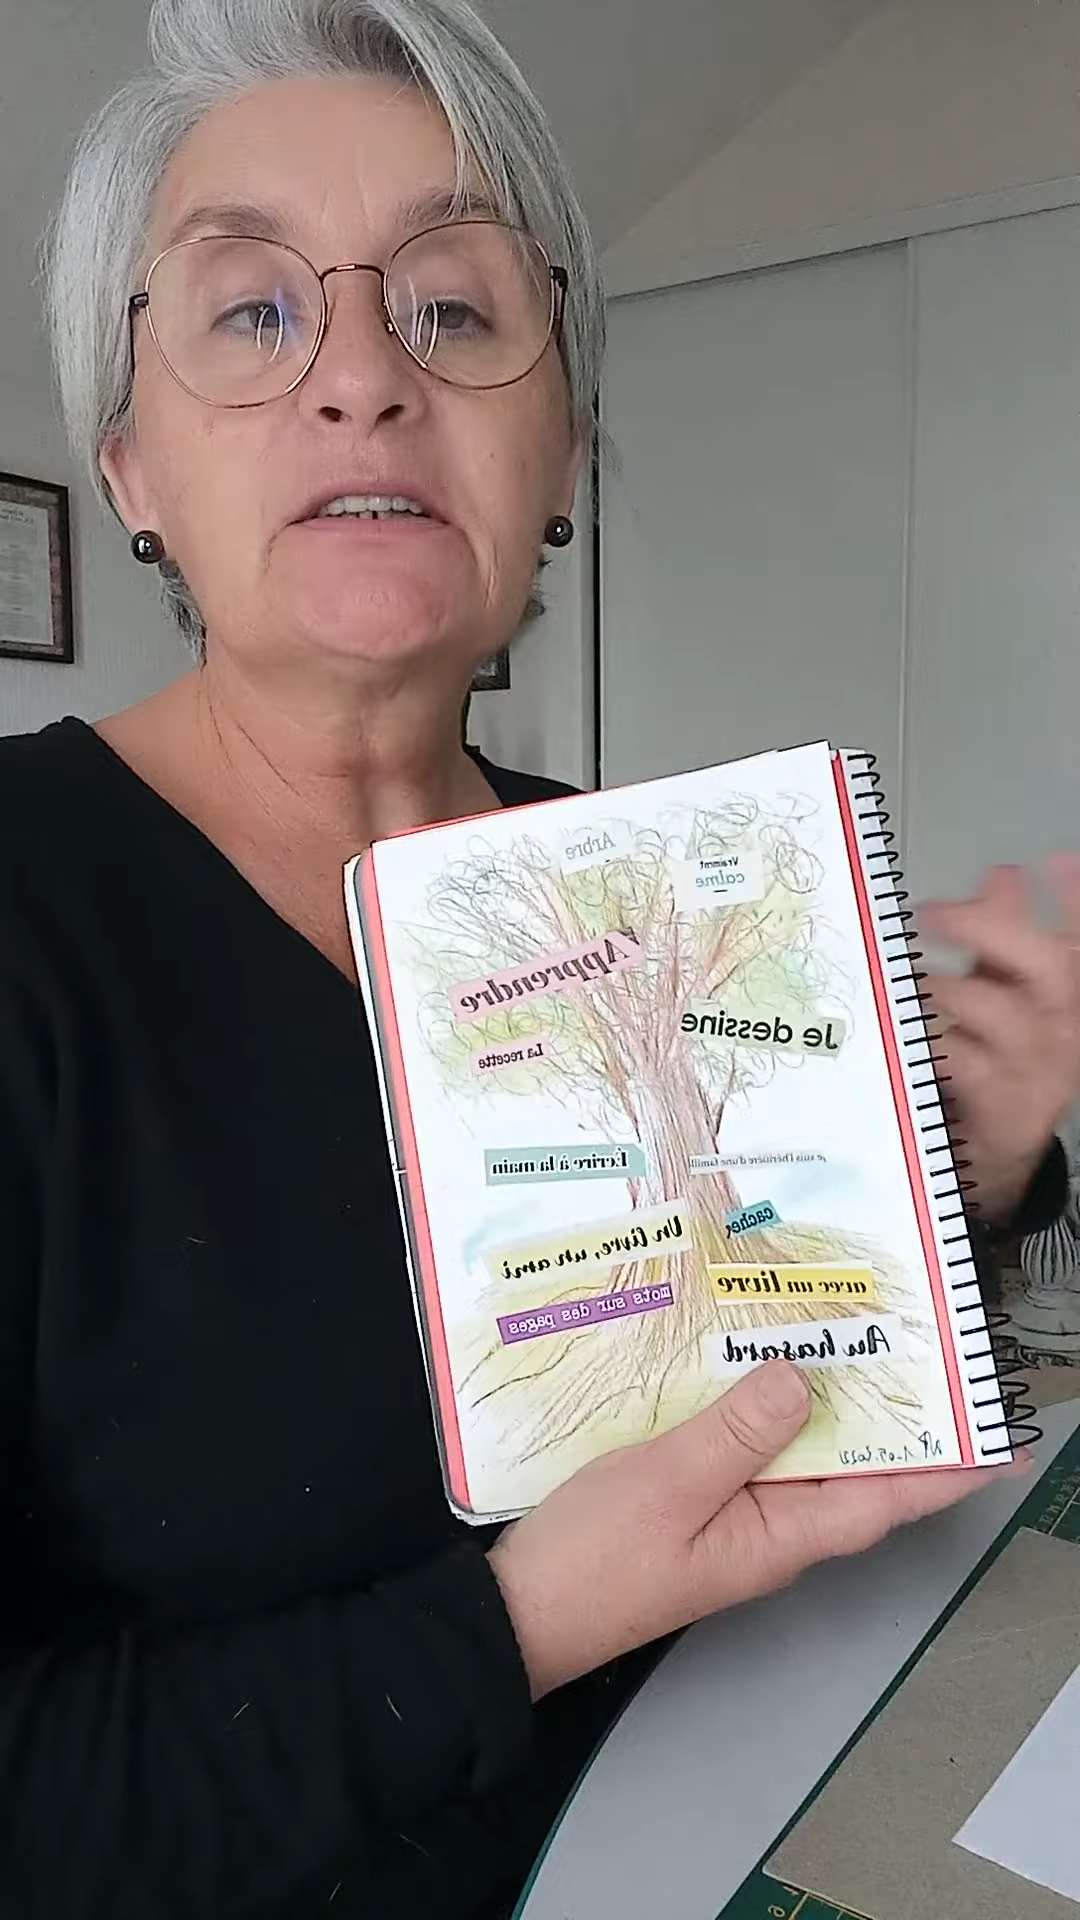 Arbre
Vraiment
calme
Apprendre
Je dessine
La recette
Écrire à la main
je suis l'héritière d'une famille
cacher
Un livre, un ami
avec un livre
mots sur des pages
Au hasard